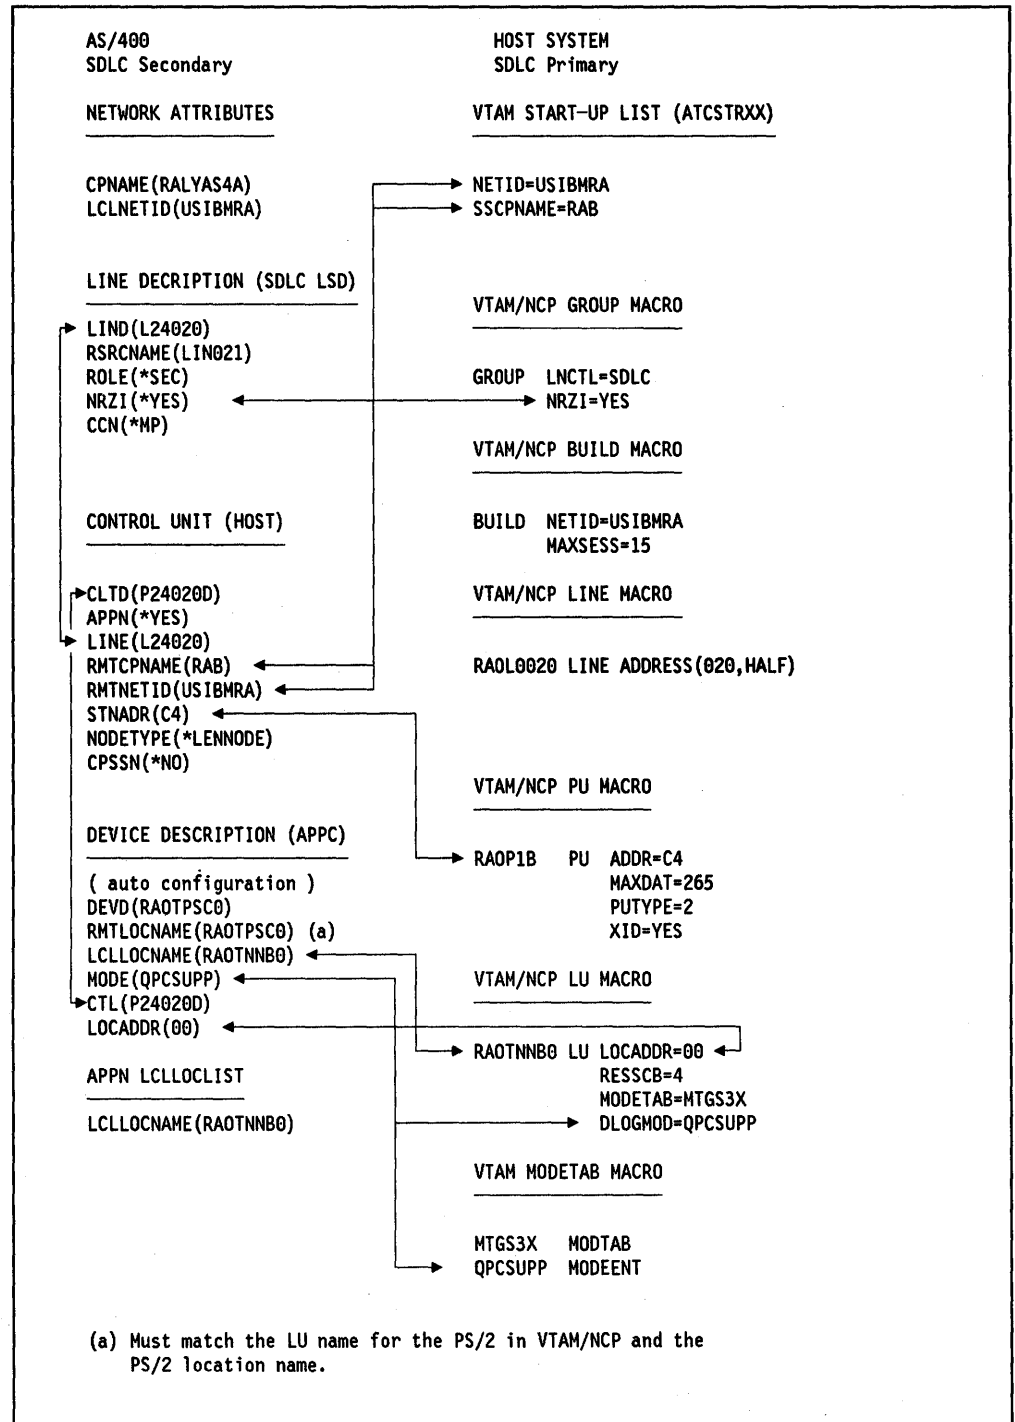 AS/400
SDLC Secondary
HOST SYSTEM
SDLC Primary
NETWORK ATTRIBUTES
VTAM START-UP LIST (ATCSTRXX)
CPNAME(RALYAS4A)
LCLNETID(USIBMRA)
NETID=USIBMRA
SSCPNAME=RAB
LINE DECRIPTION (SDLC LSD)
LIND(L24020)
RSRCNAME(LIN021)
ROLE(*SEC)
NRZI(*YES)
CCN(*MP)
VTAM/NCP GROUP MACRO
GROUP LNCTL=SDLC
NRZI=YES
VTAM/NCP BUILD MACRO
BUILD NETID=USIBMRA
MAXSESS=15
CONTROL UNIT (HOST)
CLTD(P24020D)
APPN(*YES)
LINE(L24020)
RMTCPNAME(RAB)
RMTNETID(USIBMRA)
STNADR(C4)
NODETYPE(*LENNODE)
CPSSN(*NO)
VTAM/NCP LINE MACRO
RAOL0020 LINE ADDRESS(020,HALF)
VTAM/NCP PU MACRO
RAOP1B PU ADDR=C4
MAXDAT=265
PUTYPE=2
XID=YES
DEVICE DESCRIPTION (APPC)
( auto configuration )
DEVD(RAOTPSC0)
RMTLOCNAME(RAOTPSC0) (a)
LCLLOCNAME(RAOTNNB0)
MODE(QPCSUPP)
CTL(P24020D)
LOCADDR(00)
VTAM/NCP LU MACRO
RAOTNNB0 LU LOCADDR=00
RESSCB=4
MODETAB=MTGS3X
DLOGMOD=QPCSUPP
APPN LCLLOCLIST
LCLLOCNAME(RAOTNNB0)
VTAM MODETAB MACRO
MTGS3X MODTAB
QPCSUPP MODEENT
(a) Must match the LU name for the PS/2 in VTAM/NCP and the
PS/2 location name.